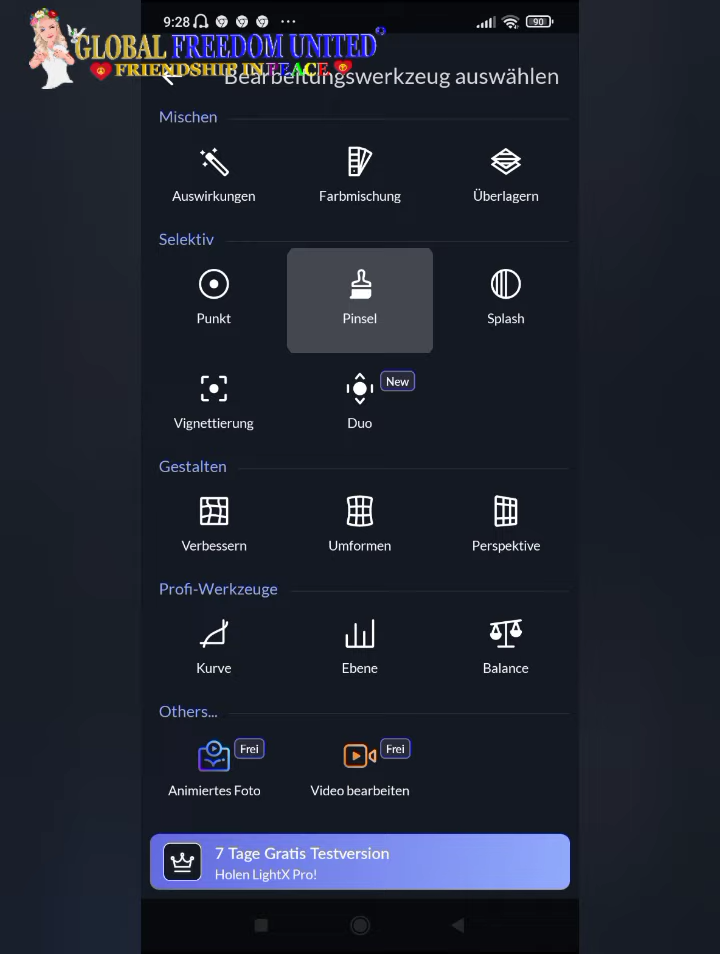 9:28
90
GLOBAL FREEDOM UNITED
FRIENDSHIP IN PEACE
Bearbeitungswerkzeug auswählen
Mischen
Auswirkungen
Farbmischung
Überlagern
Selektiv
Punkt
Pinsel
Splash
New
Vignettierung
Duo
Gestalten
Verbessern
Umformen
Perspektive
Profi-Werkzeuge
Kurve
Ebene
Balance
Others...
Frei
Frei
Animiertes Foto
Video bearbeiten
7 Tage Gratis Testversion
Holen LightX Pro!